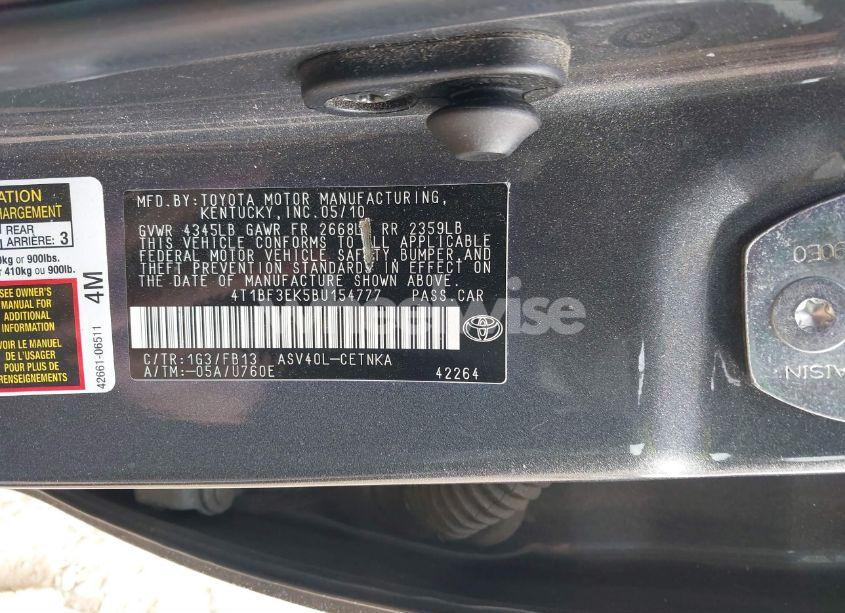 ATION
HARGEMENT
REAR
ARRIÈRE: 3
kg or 900lbs.
r 410kg ou 900lb.
SEE OWNER'S
MANUAL FOR
ADDITIONAL
INFORMATION
VOIR LE MANUEL
DE L'USAGER
POUR PLUS DE
RENSEIGNEMENTS
4M
42661-06511
MFD.BY:TOYOTA MOTOR MANUFACTURING,
KENTUCKY, INC.05/10
GVWR 4345LB GAWR FR 2668L RR 2359LB
THIS VEHICLE CONFORMS TO ALL APPLICABLE
FEDERAL MOTOR VEHICLE SAFETY, BUMPER, AND
THEFT PREVENTION STANDARDS IN EFFECT ON
THE DATE OF MANUFACTURE SHOWN ABOVE.
4T1BF3EK5BU154777 PASS.CAR
C/TR:1G3/FB13 ASV40L-CETNKA
A/TM:-05A/U760E 42264
AISIN